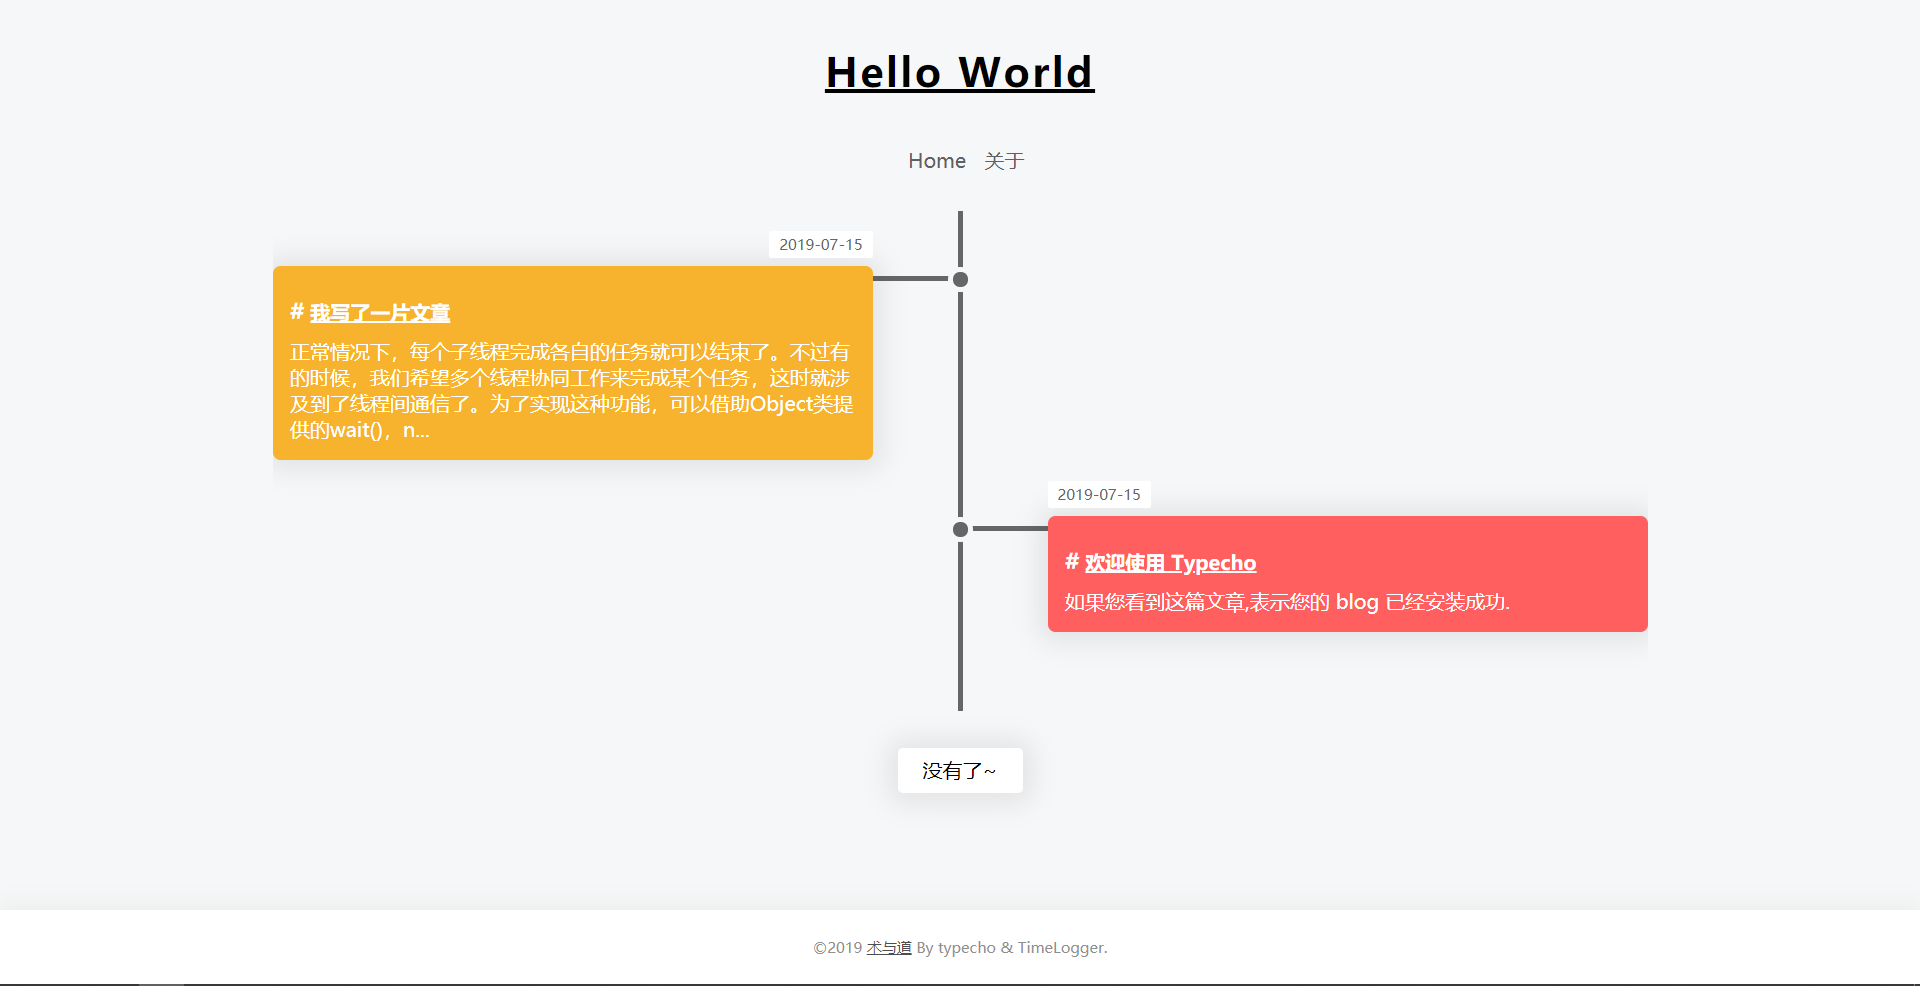 Hello World
Home 关于
2019-07-15
# 我写了一片文章
正常情况下，每个子线程完成各自的任务就可以结束了。不过有
的时候，我们希望多个线程协同工作来完成某个任务，这时就涉
及到了线程间通信了。为了实现这种功能，可以借助Object类提
供的wait()，n...
2019-07-15
# 欢迎使用 Typecho
如果您看到这篇文章,表示您的 blog 已经安装成功.
没有了~
©2019 术与道 By typecho & TimeLogger.